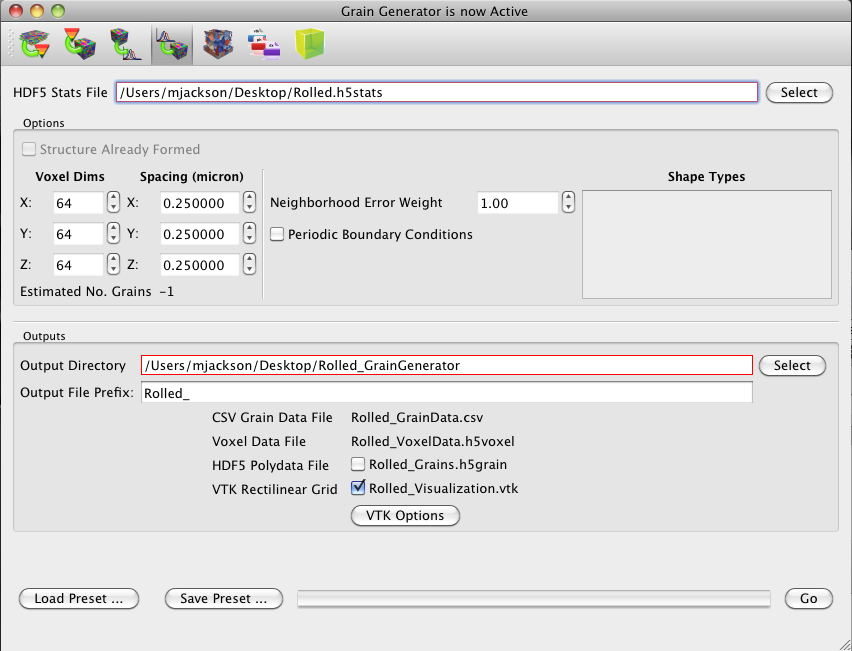 Grain Generator is now Active
HDF5 Stats File /Users/mjackson/Desktop/Rolled.h5stats Select
Options
Structure Already Formed
Voxel Dims Spacing (micron) Shape Types
X: 64 X: 0.250000 Neighborhood Error Weight 1.00
Y: 64 Y: 0.250000 Periodic Boundary Conditions
Z: 64 Z: 0.250000
Estimated No. Grains -1
Outputs
Output Directory /Users/mjackson/Desktop/Rolled_GrainGenerator Select
Output File Prefix: Rolled_
CSV Grain Data File Rolled_GrainData.csv
Voxel Data File Rolled_VoxelData.h5voxel
HDF5 Polydata File Rolled_Grains.h5grain
VTK Rectilinear Grid Rolled_Visualization.vtk
VTK Options
Load Preset ... Save Preset ... Go